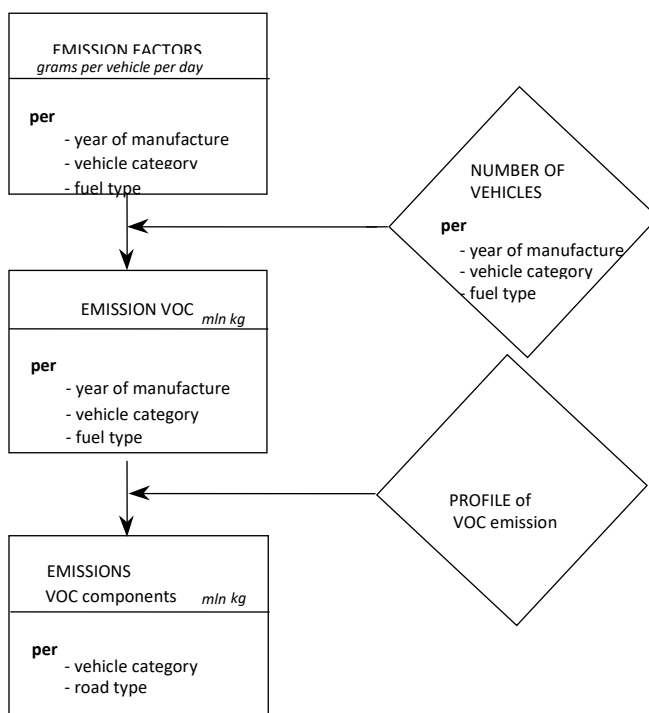 EMISSION FACTORS
grams per vehicle per day
per
- year of manufacture
- vehicle category
- fuel type
NUMBER OF
VEHICLES
per
- year of manufacture
- vehicle category
- fuel type
EMISSION VOC mln kg
per
- year of manufacture
- vehicle category
- fuel type
PROFILE of
VOC emission
EMISSIONS
VOC components mln kg
per
- vehicle category
- road type